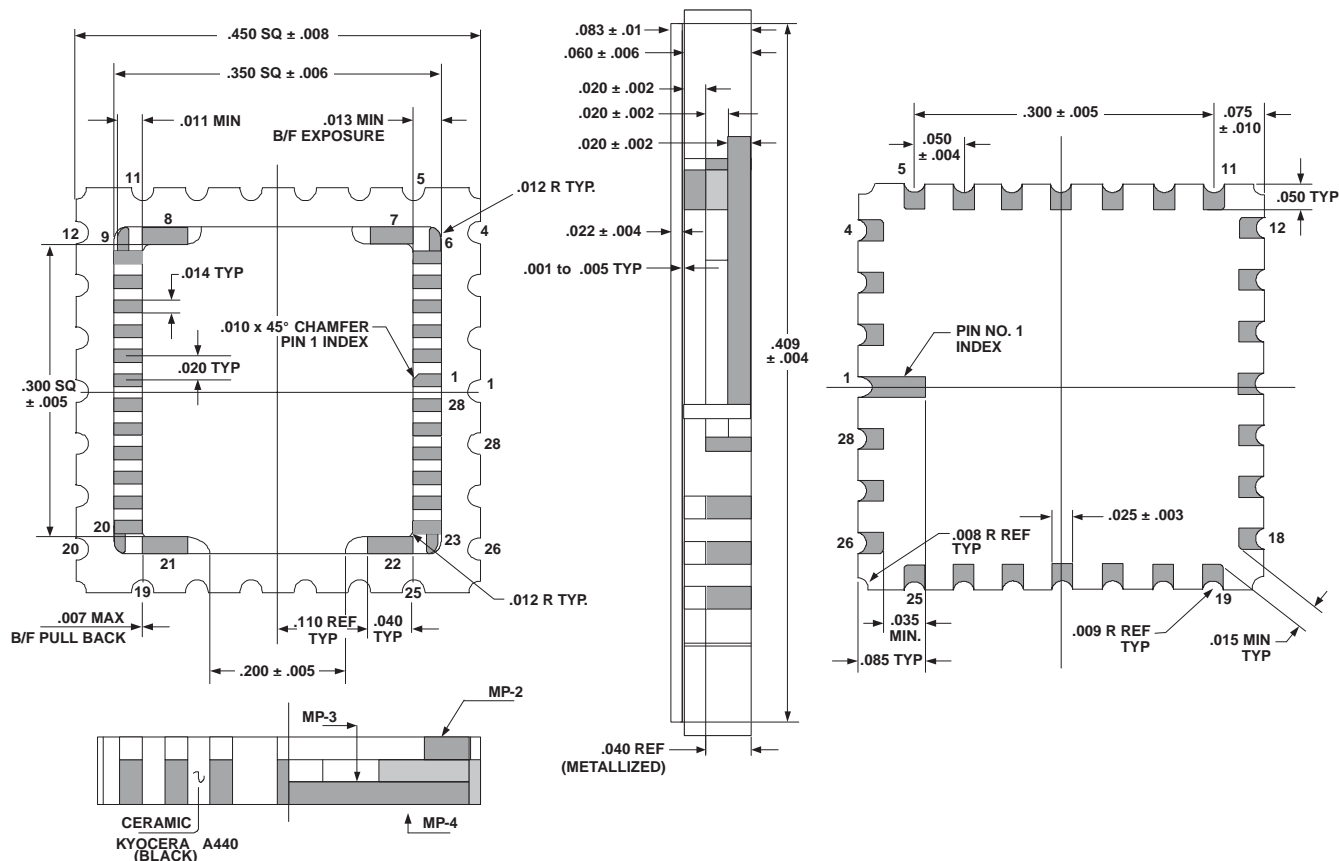 .450 SQ ± .008
.350 SQ ± .006
.011 MIN
.013 MIN
B/F EXPOSURE
11
5
.012 R TYP.
12
9
8
7
6
4
.014 TYP
.010 x 45° CHAMFER
PIN 1 INDEX
.020 TYP
.300 SQ
± .005
1
1
28
28
20
20
21
22
23
26
19
25
.012 R TYP.
.007 MAX
B/F PULL BACK
.110 REF
TYP
.040
TYP
.200 ± .005
MP-2
MP-3
MP-4
CERAMIC
KYOCERA A440
(BLACK)
.083 ± .01
.060 ± .006
.020 ± .002
.020 ± .002
.020 ± .002
.022 ± .004
.001 to .005 TYP
.409
± .004
.040 REF
(METALLIZED)
.300 ± .005
.075
± .010
.050
± .004
5
11
.050 TYP
4
12
PIN NO. 1
INDEX
1
28
.025 ± .003
26
.008 R REF
TYP
18
25
19
.035
MIN.
.009 R REF
TYP
.015 MIN
TYP
.085 TYP